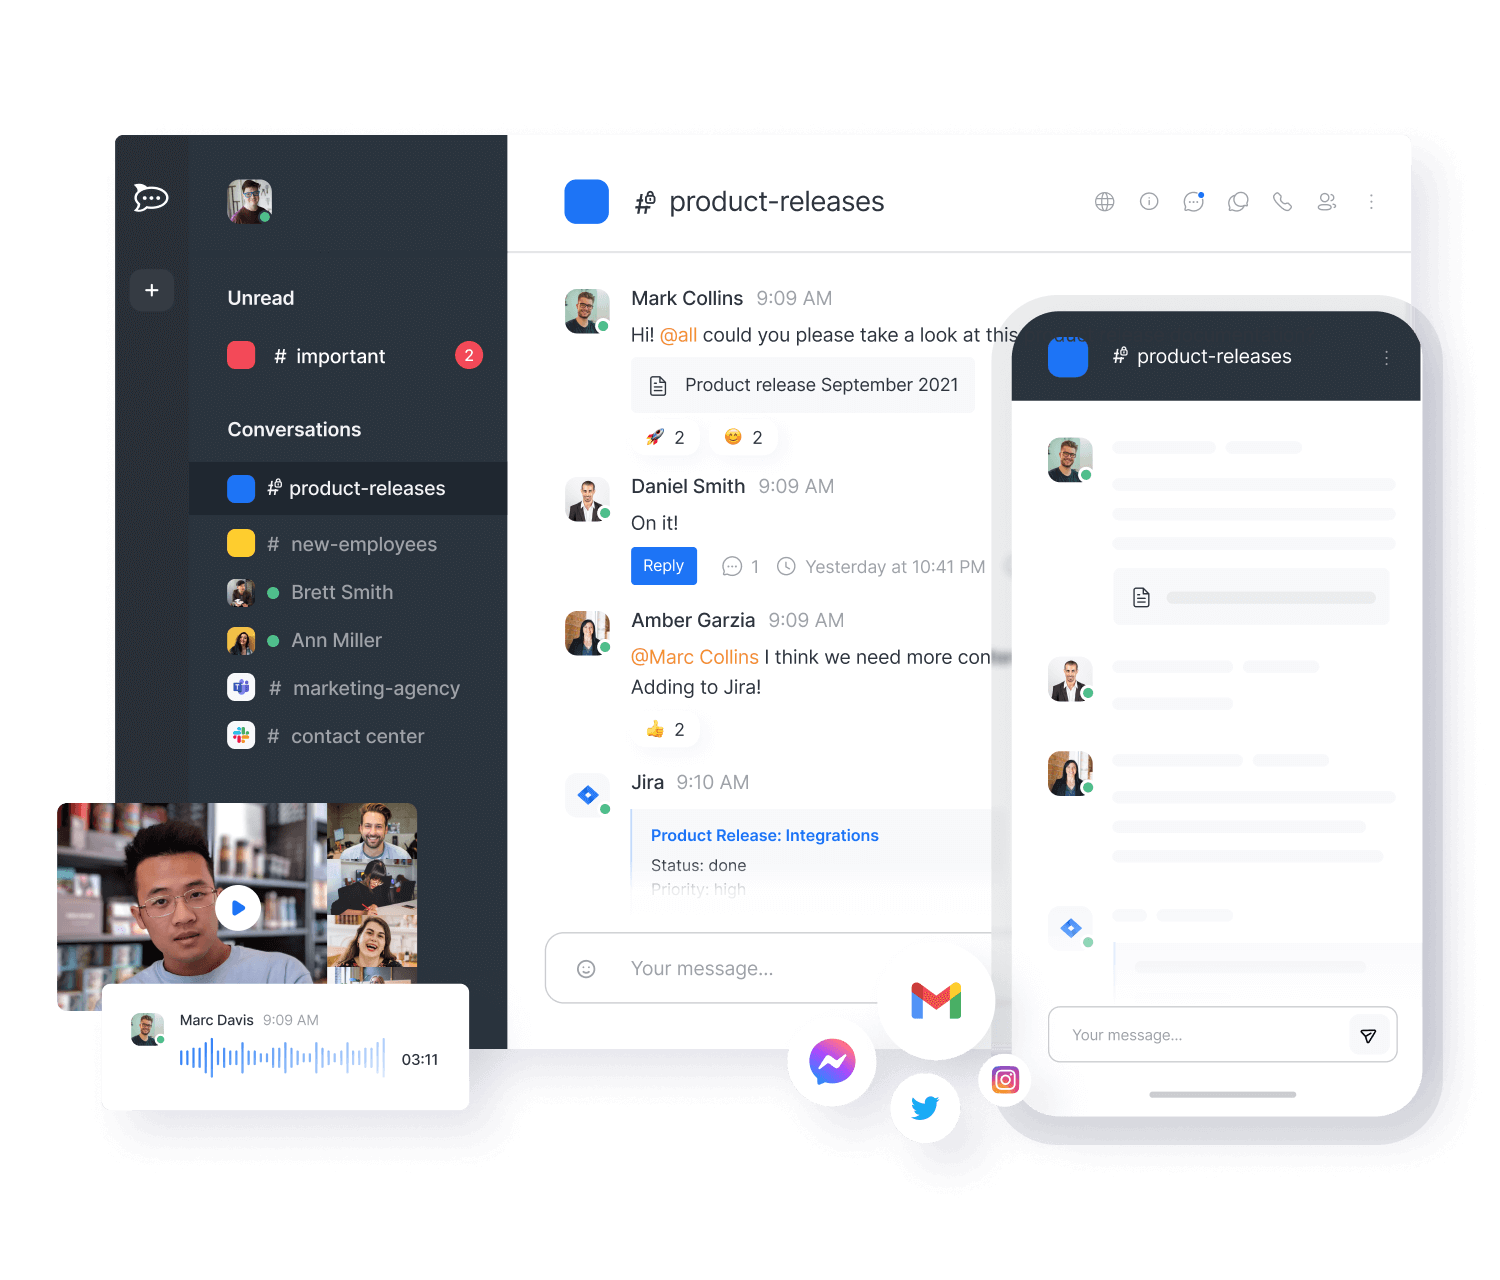 Unread
# important 2
Conversations
# product-releases
# new-employees
Brett Smith
Ann Miller
# marketing-agency
# contact center
# product-releases
Mark Collins 9:09 AM
Hi! @all could you please take a look at this
Product release September 2021
🚀 2 😊 2
Daniel Smith 9:09 AM
On it!
Reply 1 Yesterday at 10:41 PM
Amber Garzia 9:09 AM
@Marc Collins I think we need more
Adding to Jira!
👍 2
Jira 9:10 AM
Product Release: Integrations
Status: done
Priority: high
Your message...
Marc Davis 9:09 AM
03:11
# product-releases
Your message...